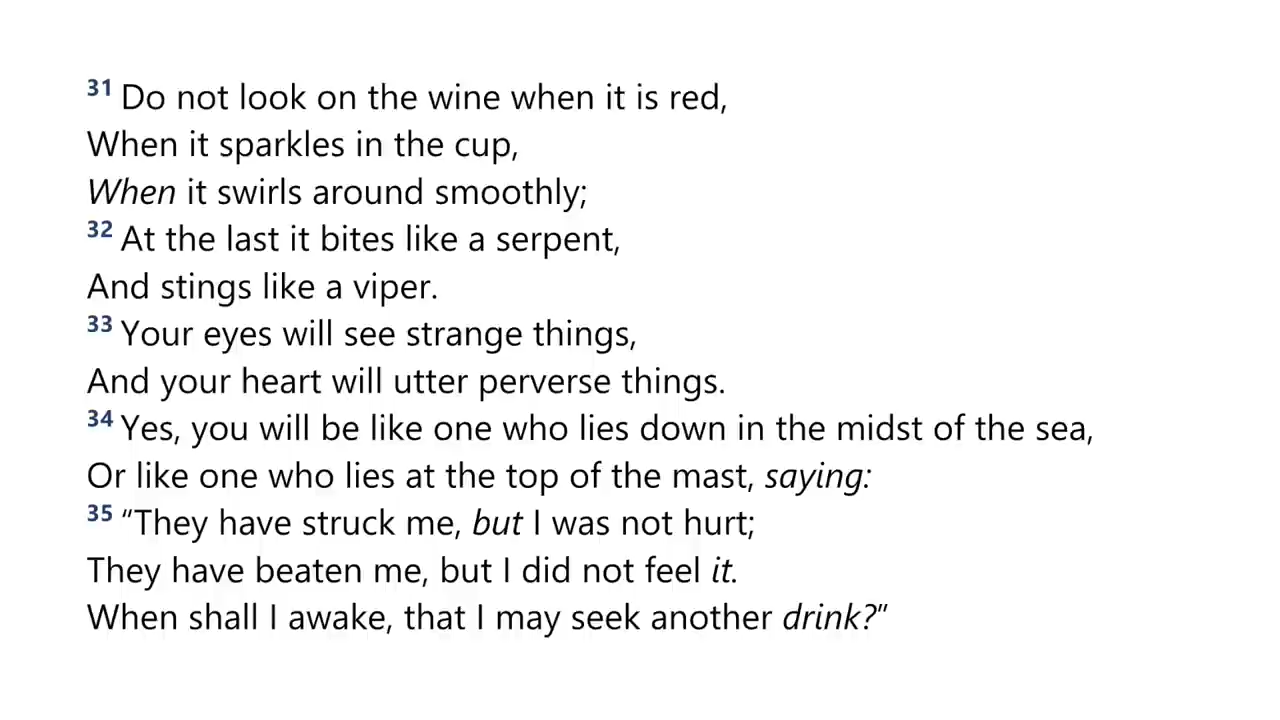 31 Do not look on the wine when it is red,
When it sparkles in the cup,
When it swirls around smoothly;
32 At the last it bites like a serpent,
And stings like a viper.
33 Your eyes will see strange things,
And your heart will utter perverse things.
34 Yes, you will be like one who lies down in the midst of the sea,
Or like one who lies at the top of the mast, saying:
35 “They have struck me, but I was not hurt;
They have beaten me, but I did not feel it.
When shall I awake, that I may seek another drink?”